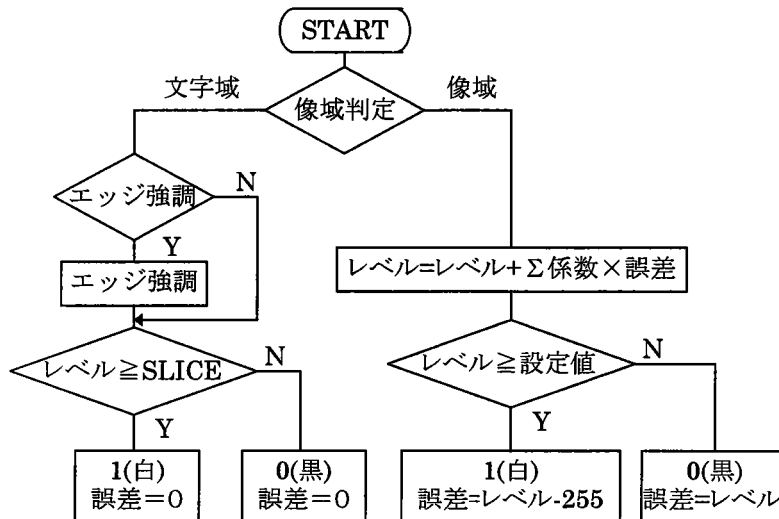 START
文字域
像域判定
像域
エッジ強調
N
Y
エッジ強調
レベル=レベル+Σ係数×誤差
レベル≧SLICE
N
Y
レベル≧設定値
N
Y
1(白)
誤差=0
0(黒)
誤差=0
1(白)
誤差=レベル-255
0(黒)
誤差=レベル